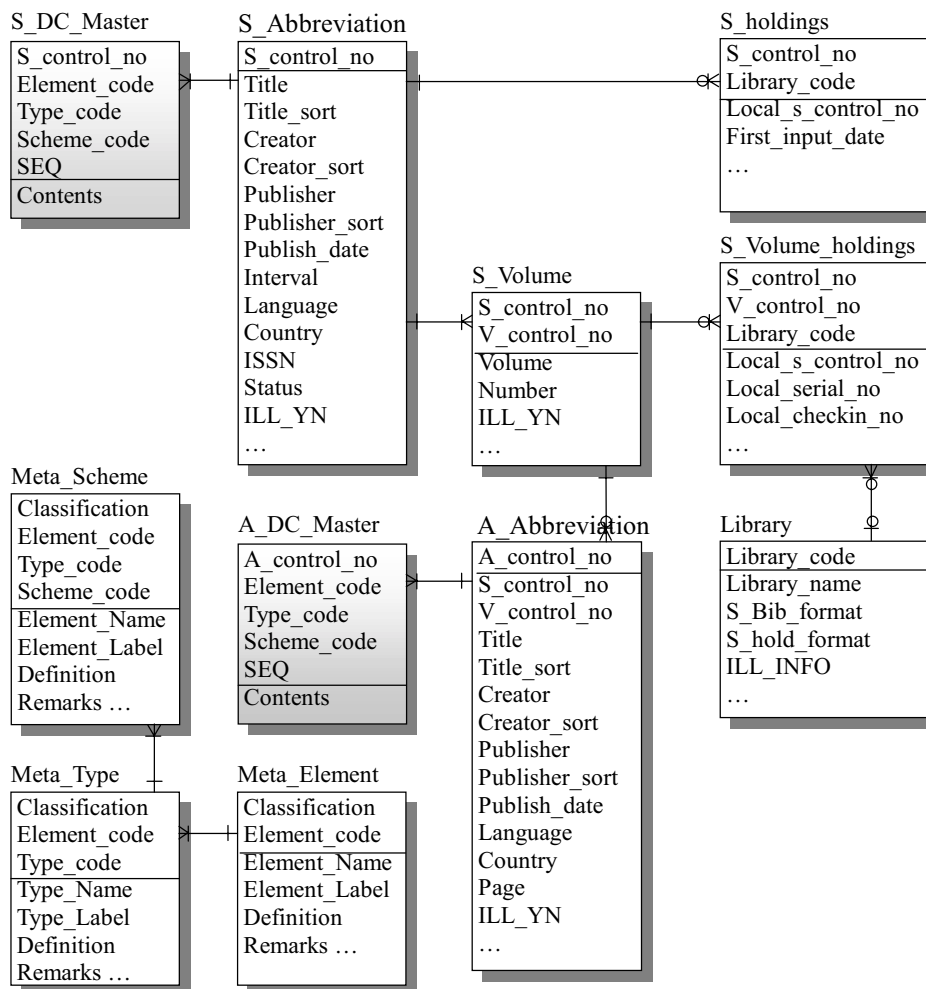 S_DC_Master
S_control_no
Element_code
Type_code
Scheme_code
SEQ
Contents
S_Abbreviation
S_control_no
Title
Title_sort
Creator
Creator_sort
Publisher
Publisher_sort
Publish_date
Interval
Language
Country
ISSN
Status
ILL_YN
…
S_holdings
S_control_no
Library_code
Local_s_control_no
First_input_date
…
S_Volume
S_control_no
V_control_no
Volume
Number
ILL_YN
…
S_Volume_holdings
S_control_no
V_control_no
Library_code
Local_s_control_no
Local_serial_no
Local_checkin_no
…
Meta_Scheme
Classification
Element_code
Type_code
Scheme_code
Element_Name
Element_Label
Definition
Remarks …
A_DC_Master
A_control_no
Element_code
Type_code
Scheme_code
SEQ
Contents
A_Abbreviation
A_control_no
S_control_no
V_control_no
Title
Title_sort
Creator
Creator_sort
Publisher
Publisher_sort
Publish_date
Language
Country
Page
ILL_YN
…
Library
Library_code
Library_name
S_Bib_format
S_hold_format
ILL_INFO
…
Meta_Type
Classification
Element_code
Type_code
Type_Name
Type_Label
Definition
Remarks …
Meta_Element
Classification
Element_code
Element_Name
Element_Label
Definition
Remarks …